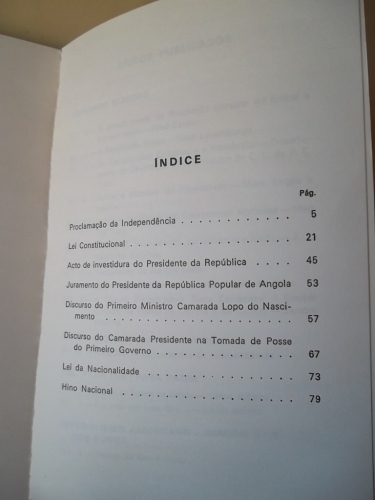 ÍNDICE
Pág.
Proclamação da Independência . . . . . . . . . . . . 5
Lei Constitucional . . . . . . . . . . . . . . . . . 21
Acto de investidura do Presidente da República . . . . 45
Juramento do Presidente da República Popular de Angola 53
Discurso do Primeiro Ministro Camarada Lopo do Nasci-
mento . . . . . . . . . . . . . . . . . . . 57
Discurso do Camarada Presidente na Tomada de Posse
do Primeiro Governo . . . . . . . . . . . . . . 67
Lei da Nacionalidade . . . . . . . . . . . . . . . . 73
Hino Nacional . . . . . . . . . . . . . . . . . . . 79